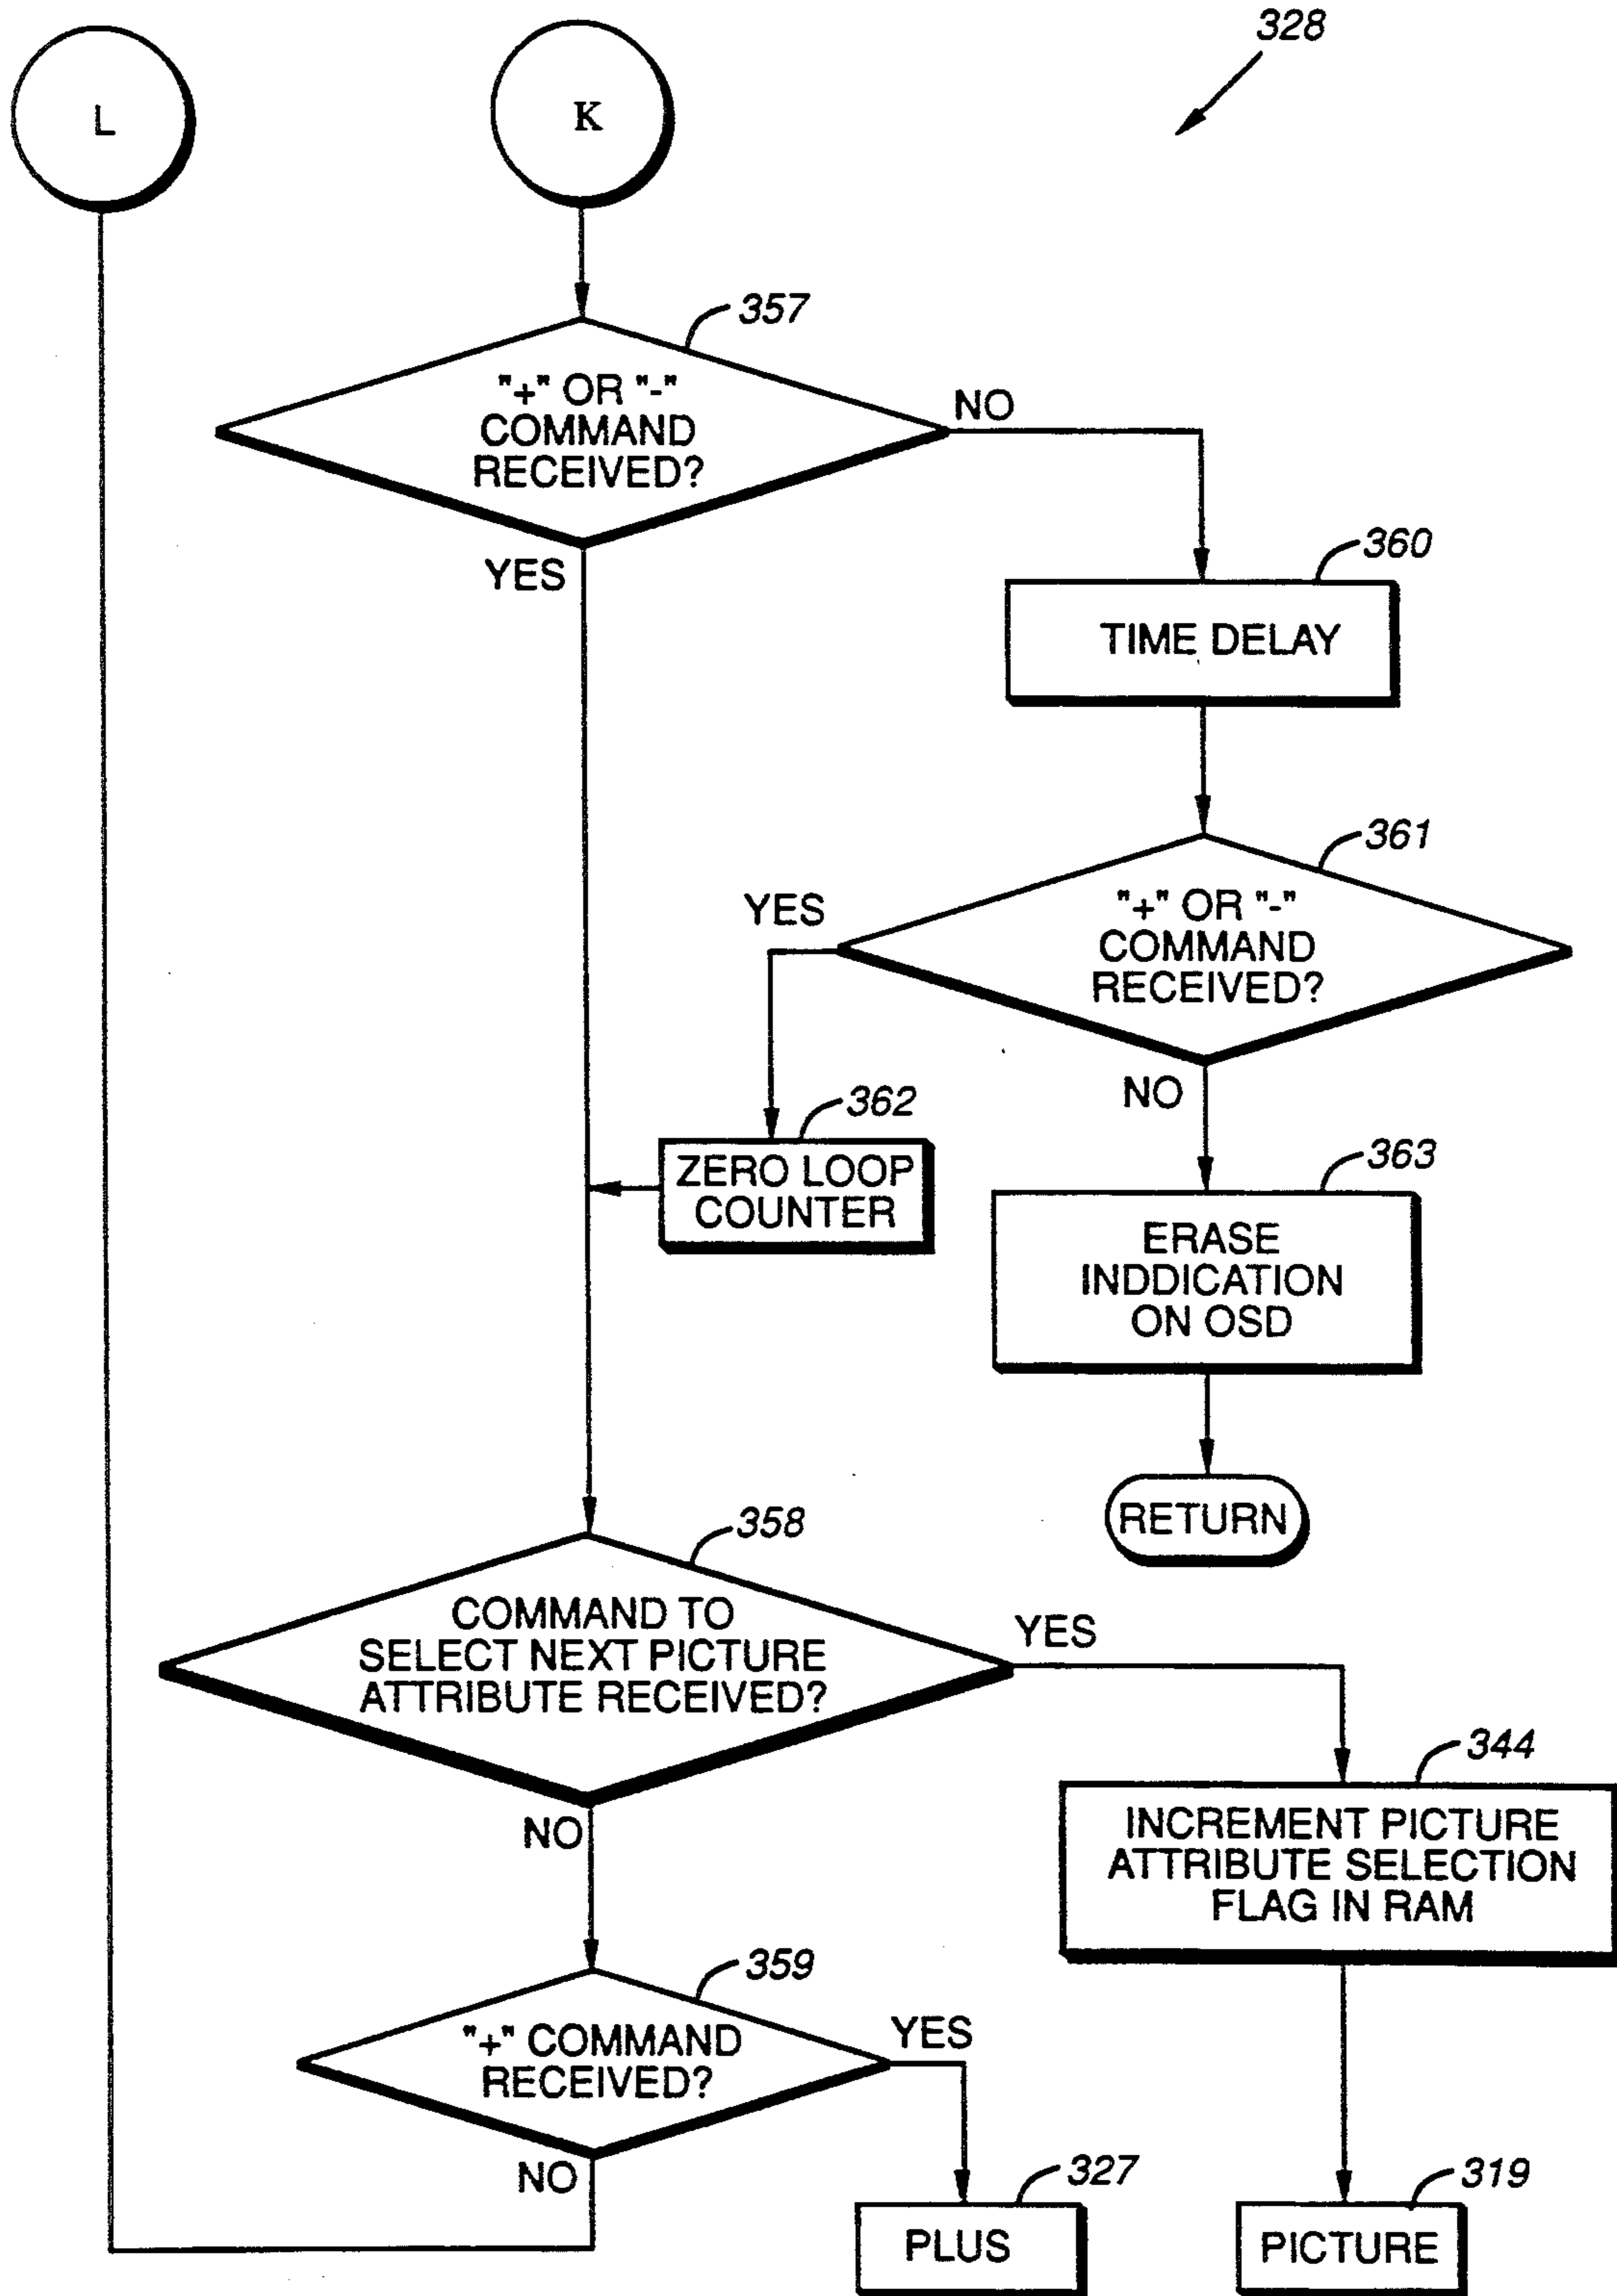 328
L
K
357
"+" OR "-"
COMMAND
RECEIVED?
NO
YES
360
TIME DELAY
361
YES
"+" OR "-"
COMMAND
RECEIVED?
NO
362
ZERO LOOP
COUNTER
363
ERASE
INDDICATION
ON OSD
RETURN
358
COMMAND TO
SELECT NEXT PICTURE
ATTRIBUTE RECEIVED?
YES
NO
344
INCREMENT PICTURE
ATTRIBUTE SELECTION
FLAG IN RAM
359
"+" COMMAND
RECEIVED?
YES
NO
327
PLUS
319
PICTURE